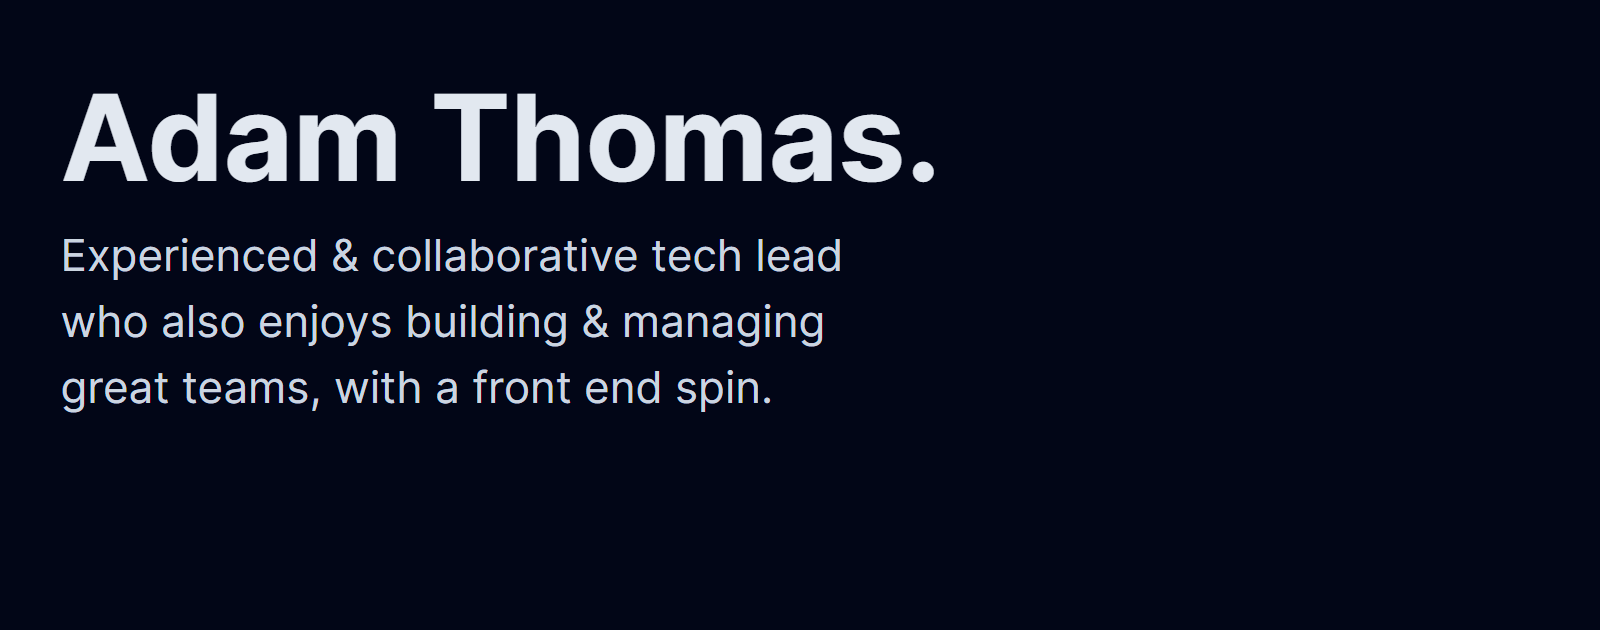 Adam Thomas.
Experienced & collaborative tech lead
who also enjoys building & managing
great teams, with a front end spin.